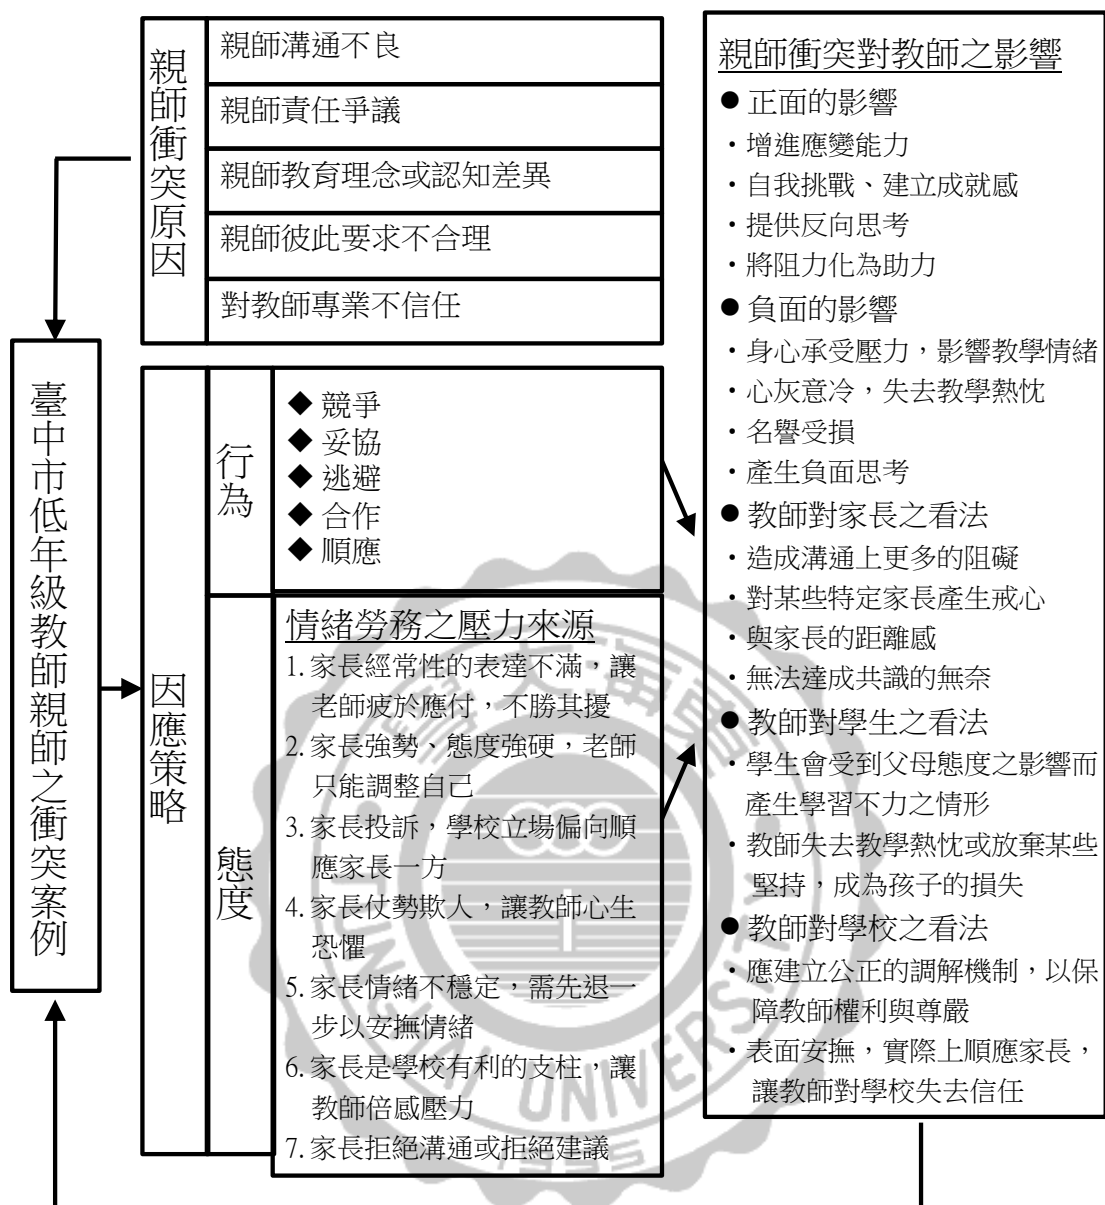 親師衝突原因
親師溝通不良
親師責任爭議
親師教育理念或認知差異
親師彼此要求不合理
對教師專業不信任
臺中市低年級教師親師之衝突案例
因應策略
行為
◆ 競爭
◆ 妥協
◆ 逃避
◆ 合作
◆ 順應
態度
情緒勞務之壓力來源
1. 家長經常性的表達不滿，讓
老師疲於應付，不勝其擾
2. 家長強勢、態度強硬，老師
只能調整自己
3. 家長投訴，學校立場偏向順
應家長一方
4. 家長仗勢欺人，讓教師心生
恐懼
5. 家長情緒不穩定，需先退一
步以安撫情緒
6. 家長是學校有利的支柱，讓
教師倍感壓力
7. 家長拒絕溝通或拒絕建議
親師衝突對教師之影響
● 正面的影響
・增進應變能力
・自我挑戰、建立成就感
・提供反向思考
・將阻力化為助力
● 負面的影響
・身心承受壓力，影響教學情緒
・心灰意冷，失去教學熱忱
・名譽受損
・產生負面思考
● 教師對家長之看法
・造成溝通上更多的阻礙
・對某些特定家長產生戒心
・與家長的距離感
・無法達成共識的無奈
● 教師對學生之看法
・學生會受到父母態度之影響而
產生學習不力之情形
・教師失去教學熱忱或放棄某些
堅持，成為孩子的損失
● 教師對學校之看法
・應建立公正的調解機制，以保
障教師權利與尊嚴
・表面安撫，實際上順應家長，
讓教師對學校失去信任